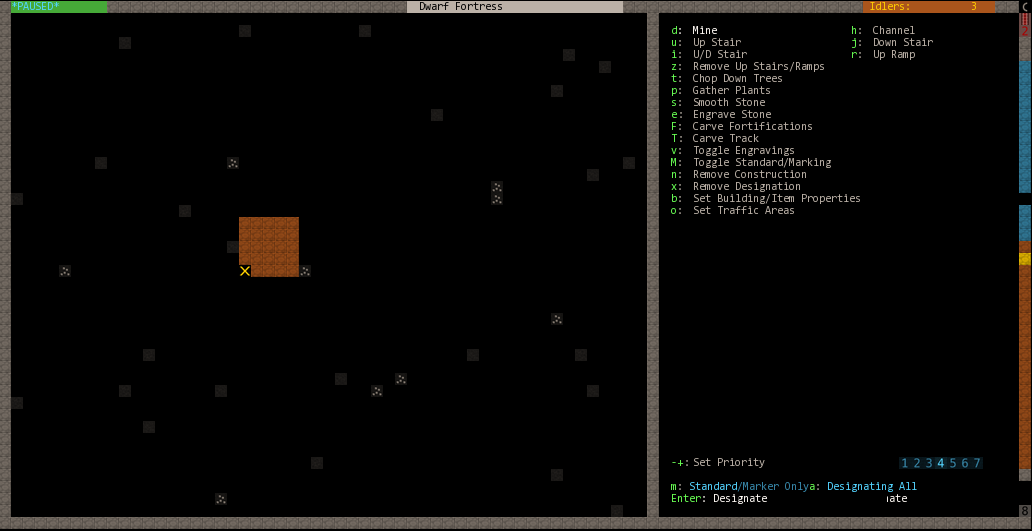 *PAUSED* Dwarf Fortress Idlers: 3
d: Mine h: Channel
u: Up Stair j: Down Stair
i: U/D Stair r: Up Ramp
z: Remove Up Stairs/Ramps
t: Chop Down Trees
p: Gather Plants
s: Smooth Stone
e: Engrave Stone
F: Carve Fortifications
T: Carve Track
v: Toggle Engravings
M: Toggle Standard/Marking
n: Remove Construction
x: Remove Designation
b: Set Building/Item Properties
o: Set Traffic Areas
-+: Set Priority 1 2 3 4 5 6 7
m: Standard/Marker Onlya: Designating All
Enter: Designate nate